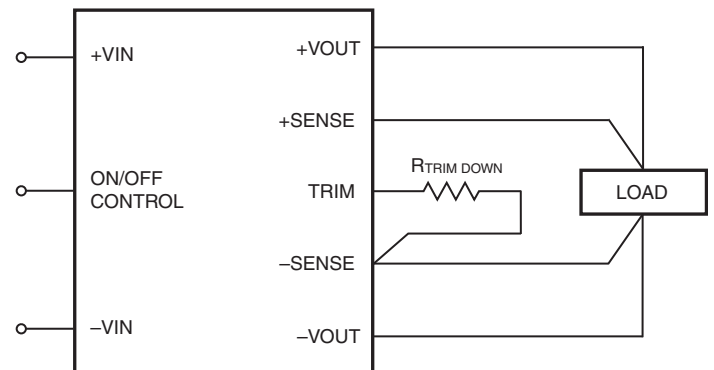 +VIN
+VOUT
+SENSE
RTRIM DOWN
ON/OFF
CONTROL
TRIM
LOAD
–SENSE
–VIN
–VOUT